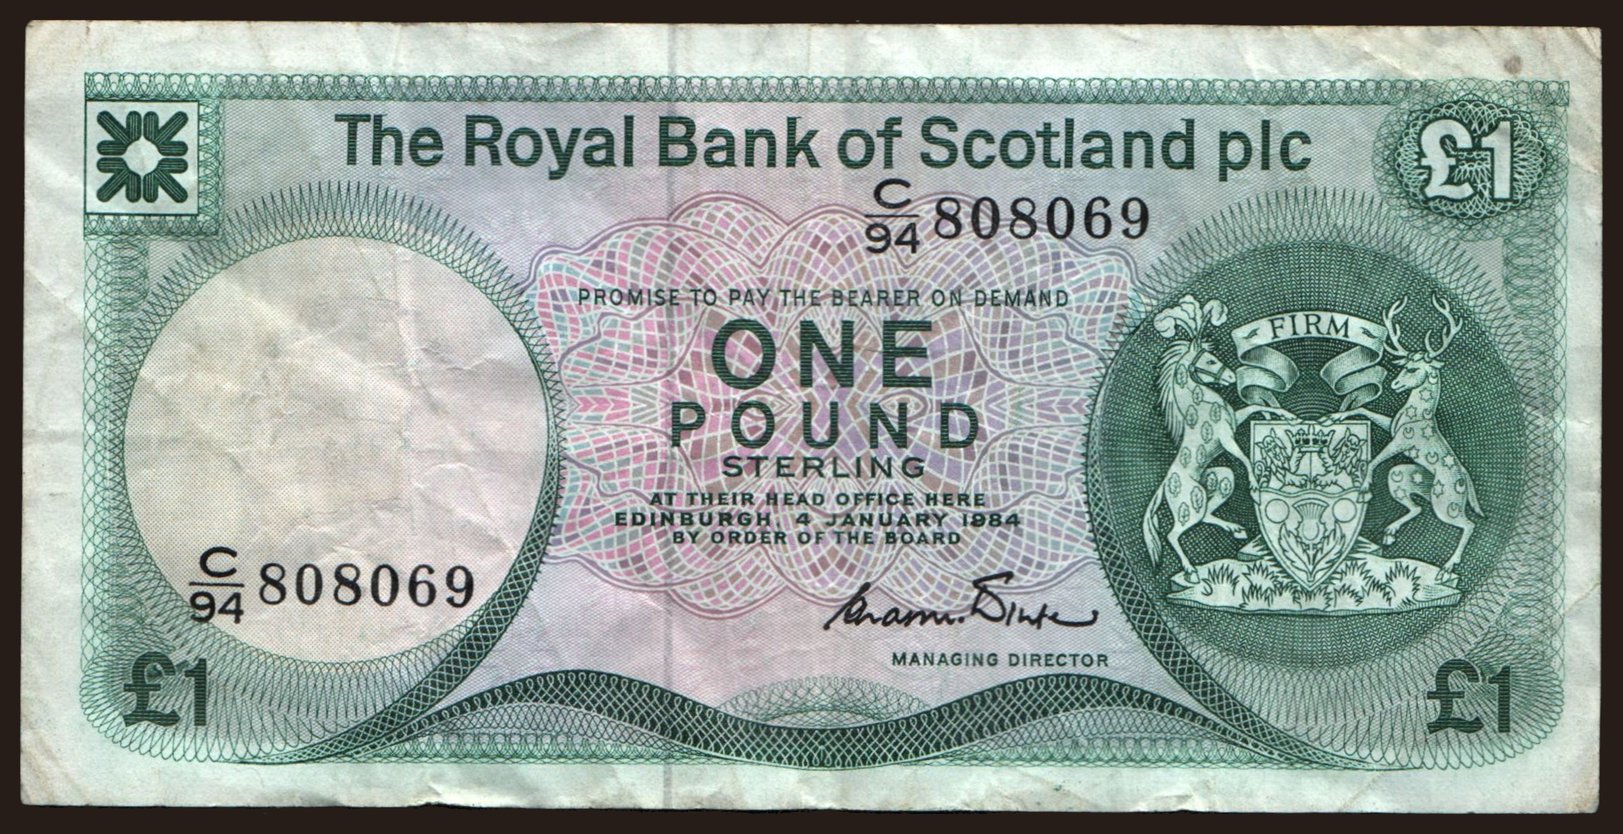 The Royal Bank of Scotland plc
£1
C/94 808069
PROMISE TO PAY THE BEARER ON DEMAND
ONE
POUND
STERLING
AT THEIR HEAD OFFICE HERE
EDINBURGH, 4 JANUARY 1984
BY ORDER OF THE BOARD
FIRM
C/94 808069
MANAGING DIRECTOR
£1
£1